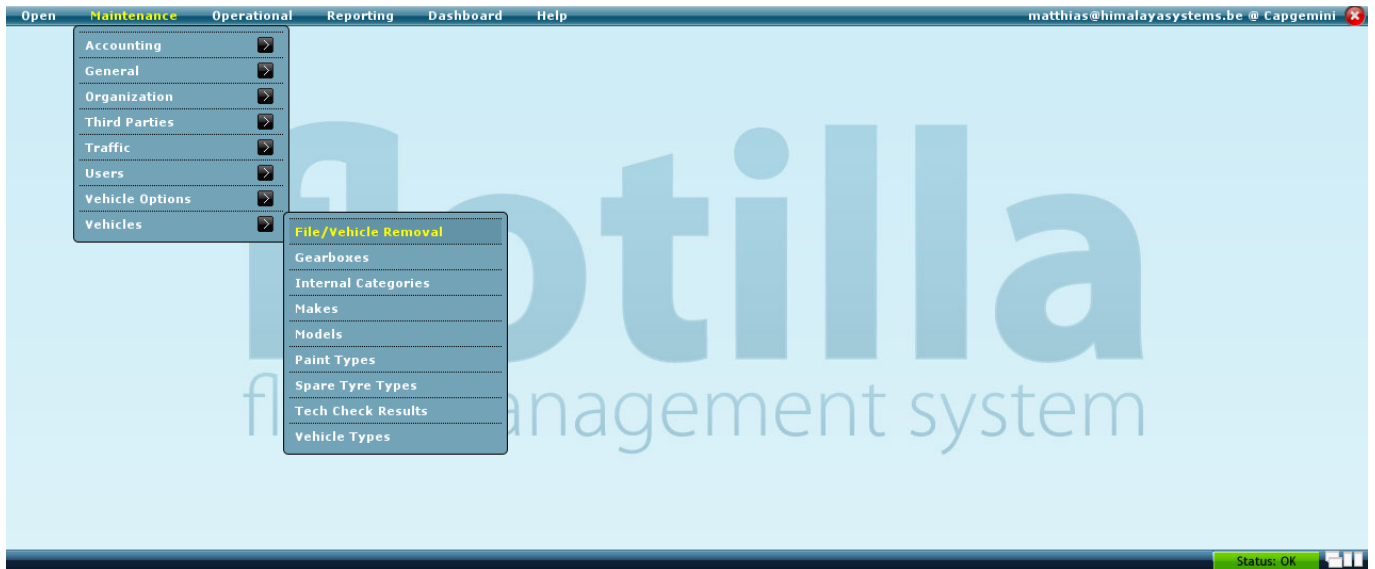 Open Maintenance Operational Reporting Dashboard Help matthias@himalayasystems.be @ Capgemini
Accounting
General
Organization
Third Parties
Traffic
Users
Vehicle Options
Vehicles
File/Vehicle Removal
Gearboxes
Internal Categories
Makes
Models
Paint Types
Spare Tyre Types
Tech Check Results
Vehicle Types
flotilla
management system
Status: OK